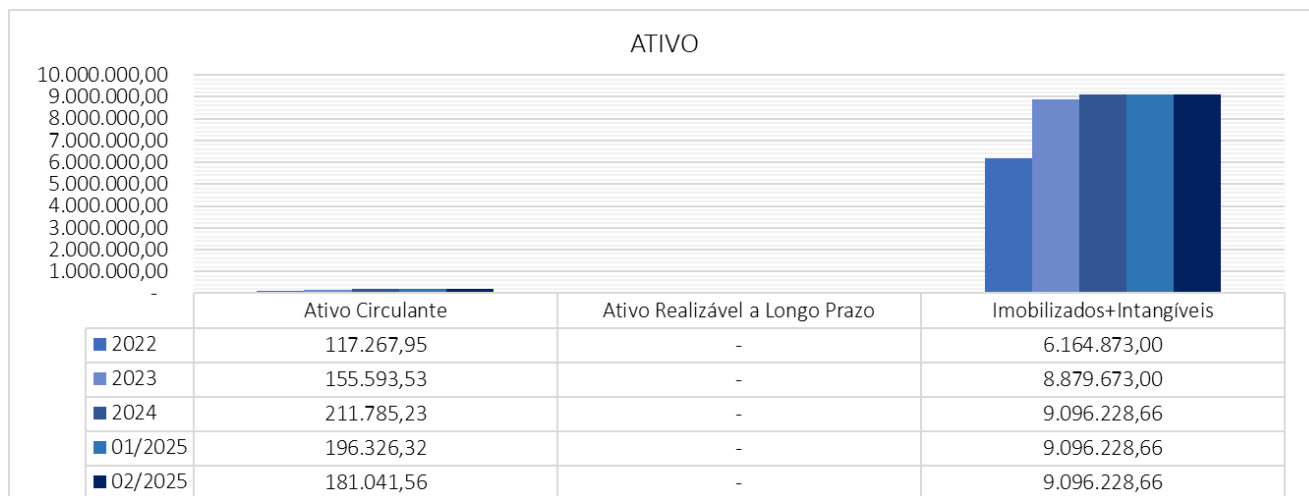 ATIVO
10.000.000,00
9.000.000,00
8.000.000,00
7.000.000,00
6.000.000,00
5.000.000,00
4.000.000,00
3.000.000,00
2.000.000,00
1.000.000,00
-
Ativo Circulante Ativo Realizável a Longo Prazo Imobilizados+Intangíveis
2022 117.267,95 - 6.164.873,00
2023 155.593,53 - 8.879.673,00
2024 211.785,23 - 9.096.228,66
01/2025 196.326,32 - 9.096.228,66
02/2025 181.041,56 - 9.096.228,66